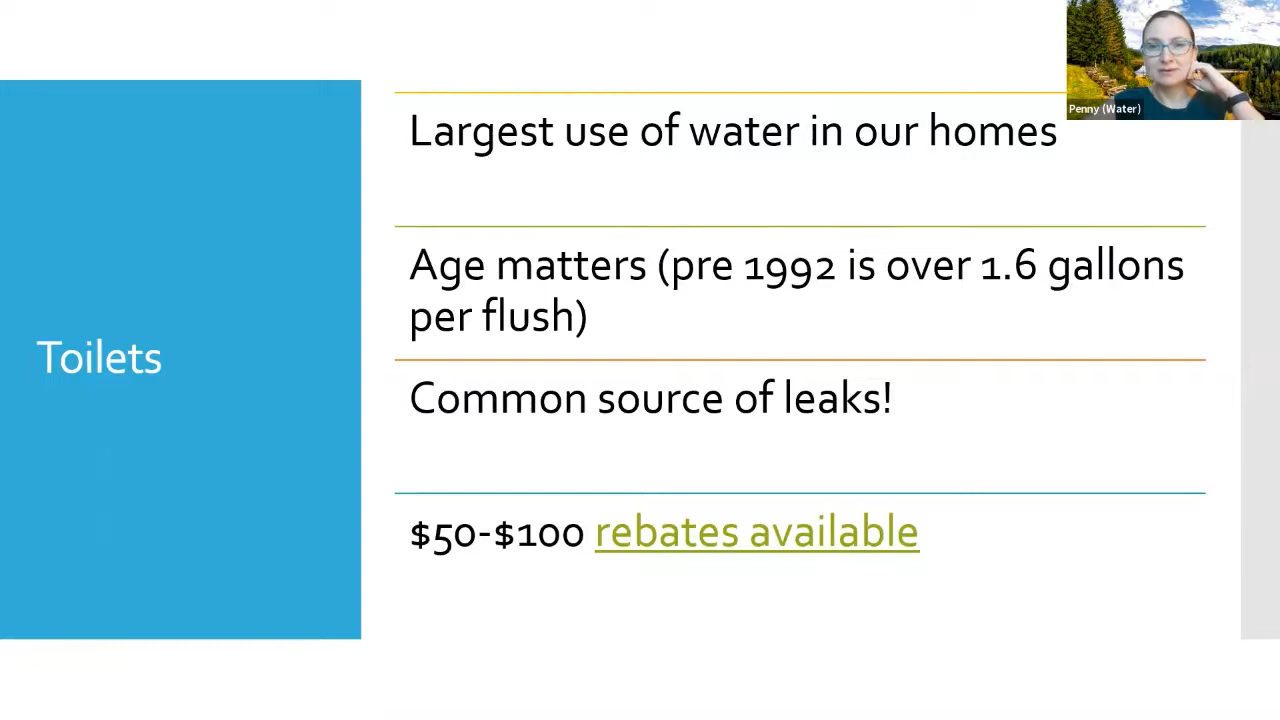 Penny (Water)
Largest use of water in our homes
Age matters (pre 1992 is over 1.6 gallons
per flush)
Toilets
Common source of leaks!
$50-$100 rebates available